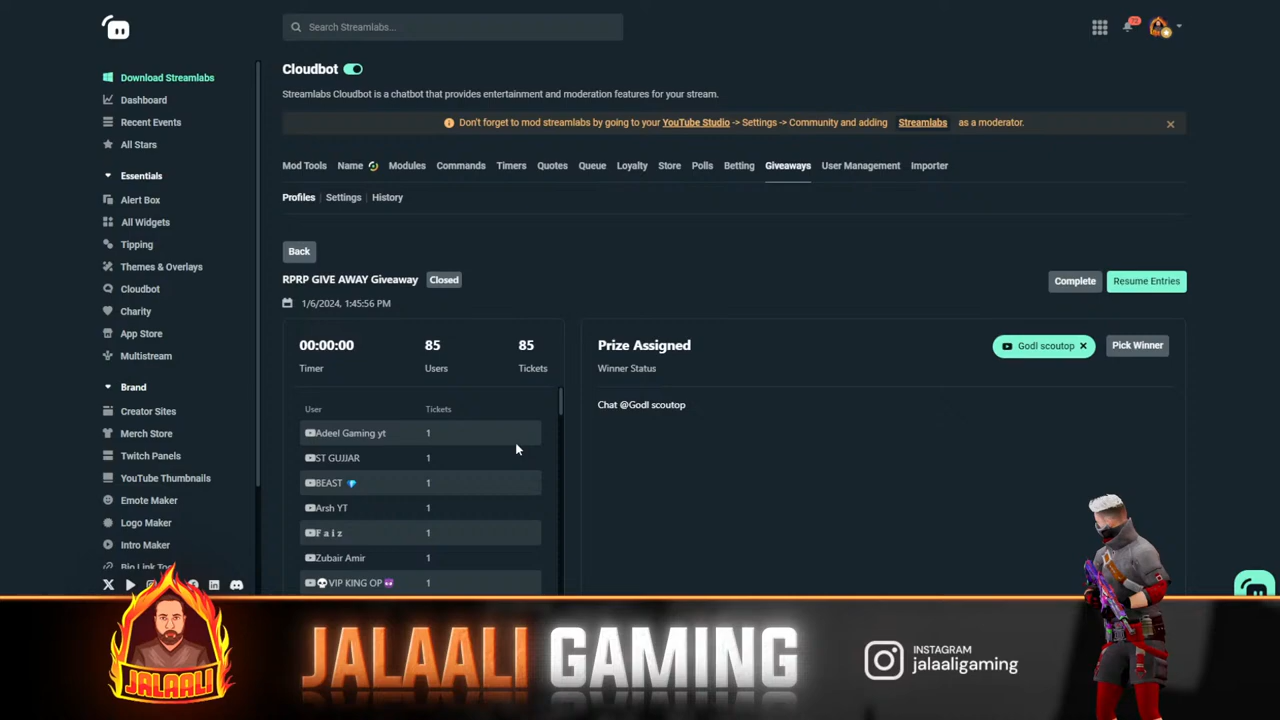 Search Streamlabs...
Download Streamlabs
Dashboard
Recent Events
All Stars
Essentials
Alert Box
All Widgets
Tipping
Themes & Overlays
Cloudbot
Charity
App Store
Multistream
Brand
Creator Sites
Merch Store
Twitch Panels
YouTube Thumbnails
Emote Maker
Logo Maker
Intro Maker
Bio Link Tool
Cloudbot
Streamlabs Cloudbot is a chatbot that provides entertainment and moderation features for your stream.
Don't forget to mod streamlabs by going to your YouTube Studio -> Settings -> Community and adding Streamlabs as a moderator.
Mod Tools Name Modules Commands Timers Quotes Queue Loyalty Store Polls Betting Giveaways User Management Importer
Profiles Settings History
Back
RPRP GIVE AWAY Giveaway Closed
Complete Resume Entries
1/6/2024, 1:45:56 PM
00:00:00 85 85
Timer Users Tickets
User Tickets
Adeel Gaming yt 1
ST GUJJAR 1
BEAST 💎 1
Arsh YT 1
𝐅 𝐚 𝐢 𝐳 1
Zubair Amir 1
💀VIP KING OP😈 1
Prize Assigned Godl scoutop × Pick Winner
Winner Status
Chat @Godl scoutop
JALAALI
JALAALI GAMING
INSTAGRAM
jalaaligaming